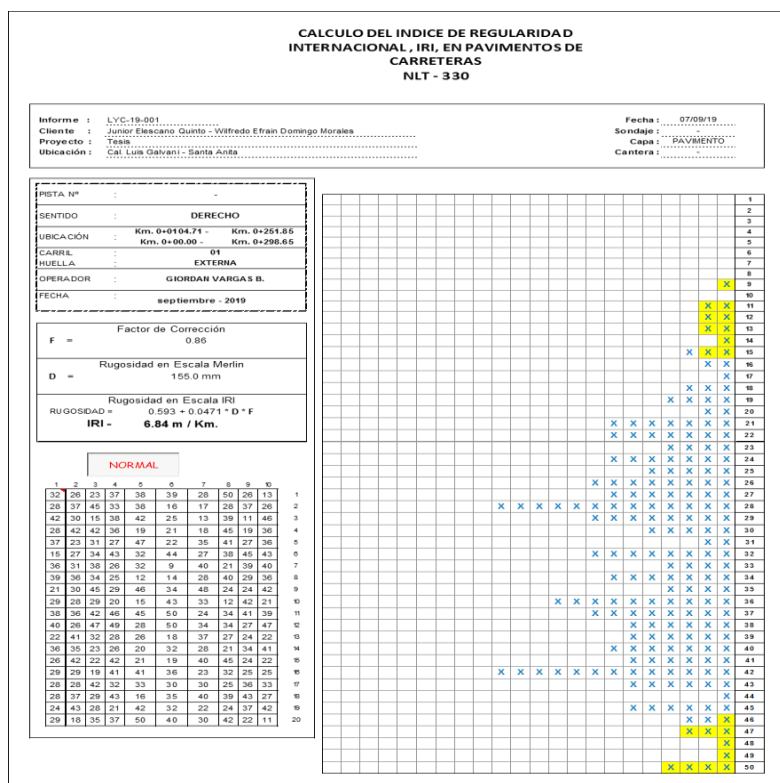 CALCULO DEL INDICE DE REGULARIDAD
INTERNACIONAL , IRI, EN PAVIMENTOS DE
CARRETERAS
NLT - 330
Informe : LYC-19-001 Fecha : 07/09/19
Cliente : Junior Elescano Quinto - Wilfredo Efrain Domingo Morales Sondaje : -
Proyecto : Tesis Capa : PAVIMENTO
Ubicación : Cal. Luis Galvani - Santa Anita Cantera : -
PISTA Nº : -
SENTIDO : DERECHO
UBICACIÓN : Km. 0+0104.71 - Km. 0+251.85
Km. 0+00.00 - Km. 0+298.65
CARRIL 01
HUELLA : EXTERNA
OPERADOR : GIORDAN VARGAS B.
FECHA : septiembre - 2019
Factor de Corrección
F = 0.86
Rugosidad en Escala Merlin
D = 155.0 mm
Rugosidad en Escala IRI
RUGOSIDAD = 0.593 + 0.0471 * D * F
IRI - 6.84 m / Km.
NORMAL
1 2 3 4 5 6 7 8 9 10
32 26 23 37 38 39 28 50 26 13 1
28 37 45 33 38 16 17 28 37 26 2
42 30 15 38 42 25 13 39 11 46 3
28 42 42 36 19 21 18 45 19 36 4
37 23 31 27 47 22 35 41 27 36 5
15 27 34 43 32 44 27 38 45 43 6
36 31 38 26 32 9 40 21 39 40 7
39 36 34 25 12 14 28 40 29 36 8
21 30 45 29 46 34 48 24 24 42 9
29 28 29 20 15 43 33 12 42 21 10
38 36 42 46 45 50 24 34 41 39 11
40 26 47 49 28 50 34 34 27 47 12
22 41 32 28 26 18 37 27 24 22 13
36 35 23 26 20 32 28 21 34 41 14
26 42 22 42 21 19 40 45 24 22 15
29 29 19 41 41 36 23 32 25 25 16
28 28 42 32 33 30 30 25 36 33 17
28 37 29 43 16 35 40 39 43 27 18
24 43 28 21 42 32 22 24 37 42 19
29 18 35 37 50 40 30 42 22 11 20
1
2
3
4
5
6
7
8
X 9
10
X X 11
X X 12
X X 13
X 14
X X X 15
X X 16
X 17
X X X 18
X X X X 19
X X 20
X X X X X X X 21
X X X X X X X 22
X X X X 23
X X X X X X X 24
X X X X X 25
X X X X X X X X 26
X X X X X X X 27
X X X X X X X X X X X X X 28
X X X X X X X X 29
X X X X X 30
X X 31
X X X X X X X X 32
X X X X 33
X X X X X X X 34
X X X X 35
X X X X X X X X X X 36
X X X X X X X X 37
X X X X X X 38
X X X X X X 39
X X X X X X X 40
X X X X X X 41
X X X X X X X X X X X X X 42
X X X X X X 43
X 44
X X X X X X 45
X X X 46
X X X 47
X 48
X 49
X X X X 50